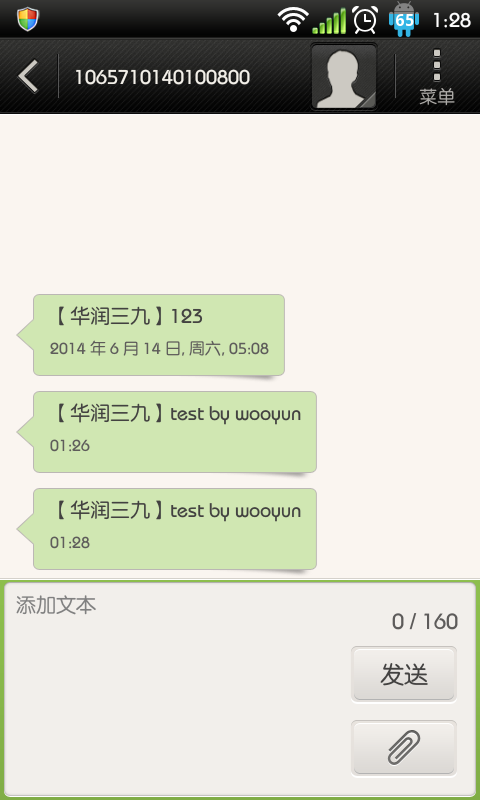 65 1:28
1065710140100800
菜单
【华润三九】123
2014 年 6 月 14 日, 周六, 05:08
【华润三九】test by wooyun
01:26
【华润三九】test by wooyun
01:28
添加文本
0 / 160
发送